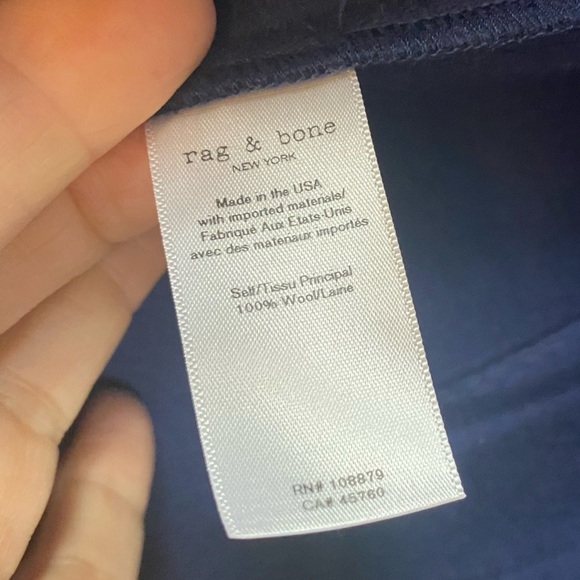 rag & bone
NEW YORK
Made in the USA
with imported materials/
Fabriqué Aux Etats-Unis
avec des materiaux importés
Self/Tissu Principal
100% Wool/Laine
RN# 108879
CA# 45760